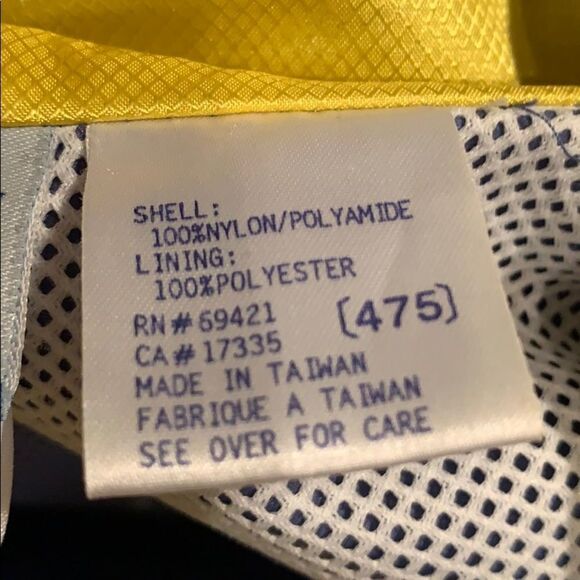 SHELL:
100%NYLON/POLYAMIDE
LINING:
100%POLYESTER
RN# 69421 [475]
CA# 17335
MADE IN TAIWAN
FABRIQUE A TAIWAN
SEE OVER FOR CARE